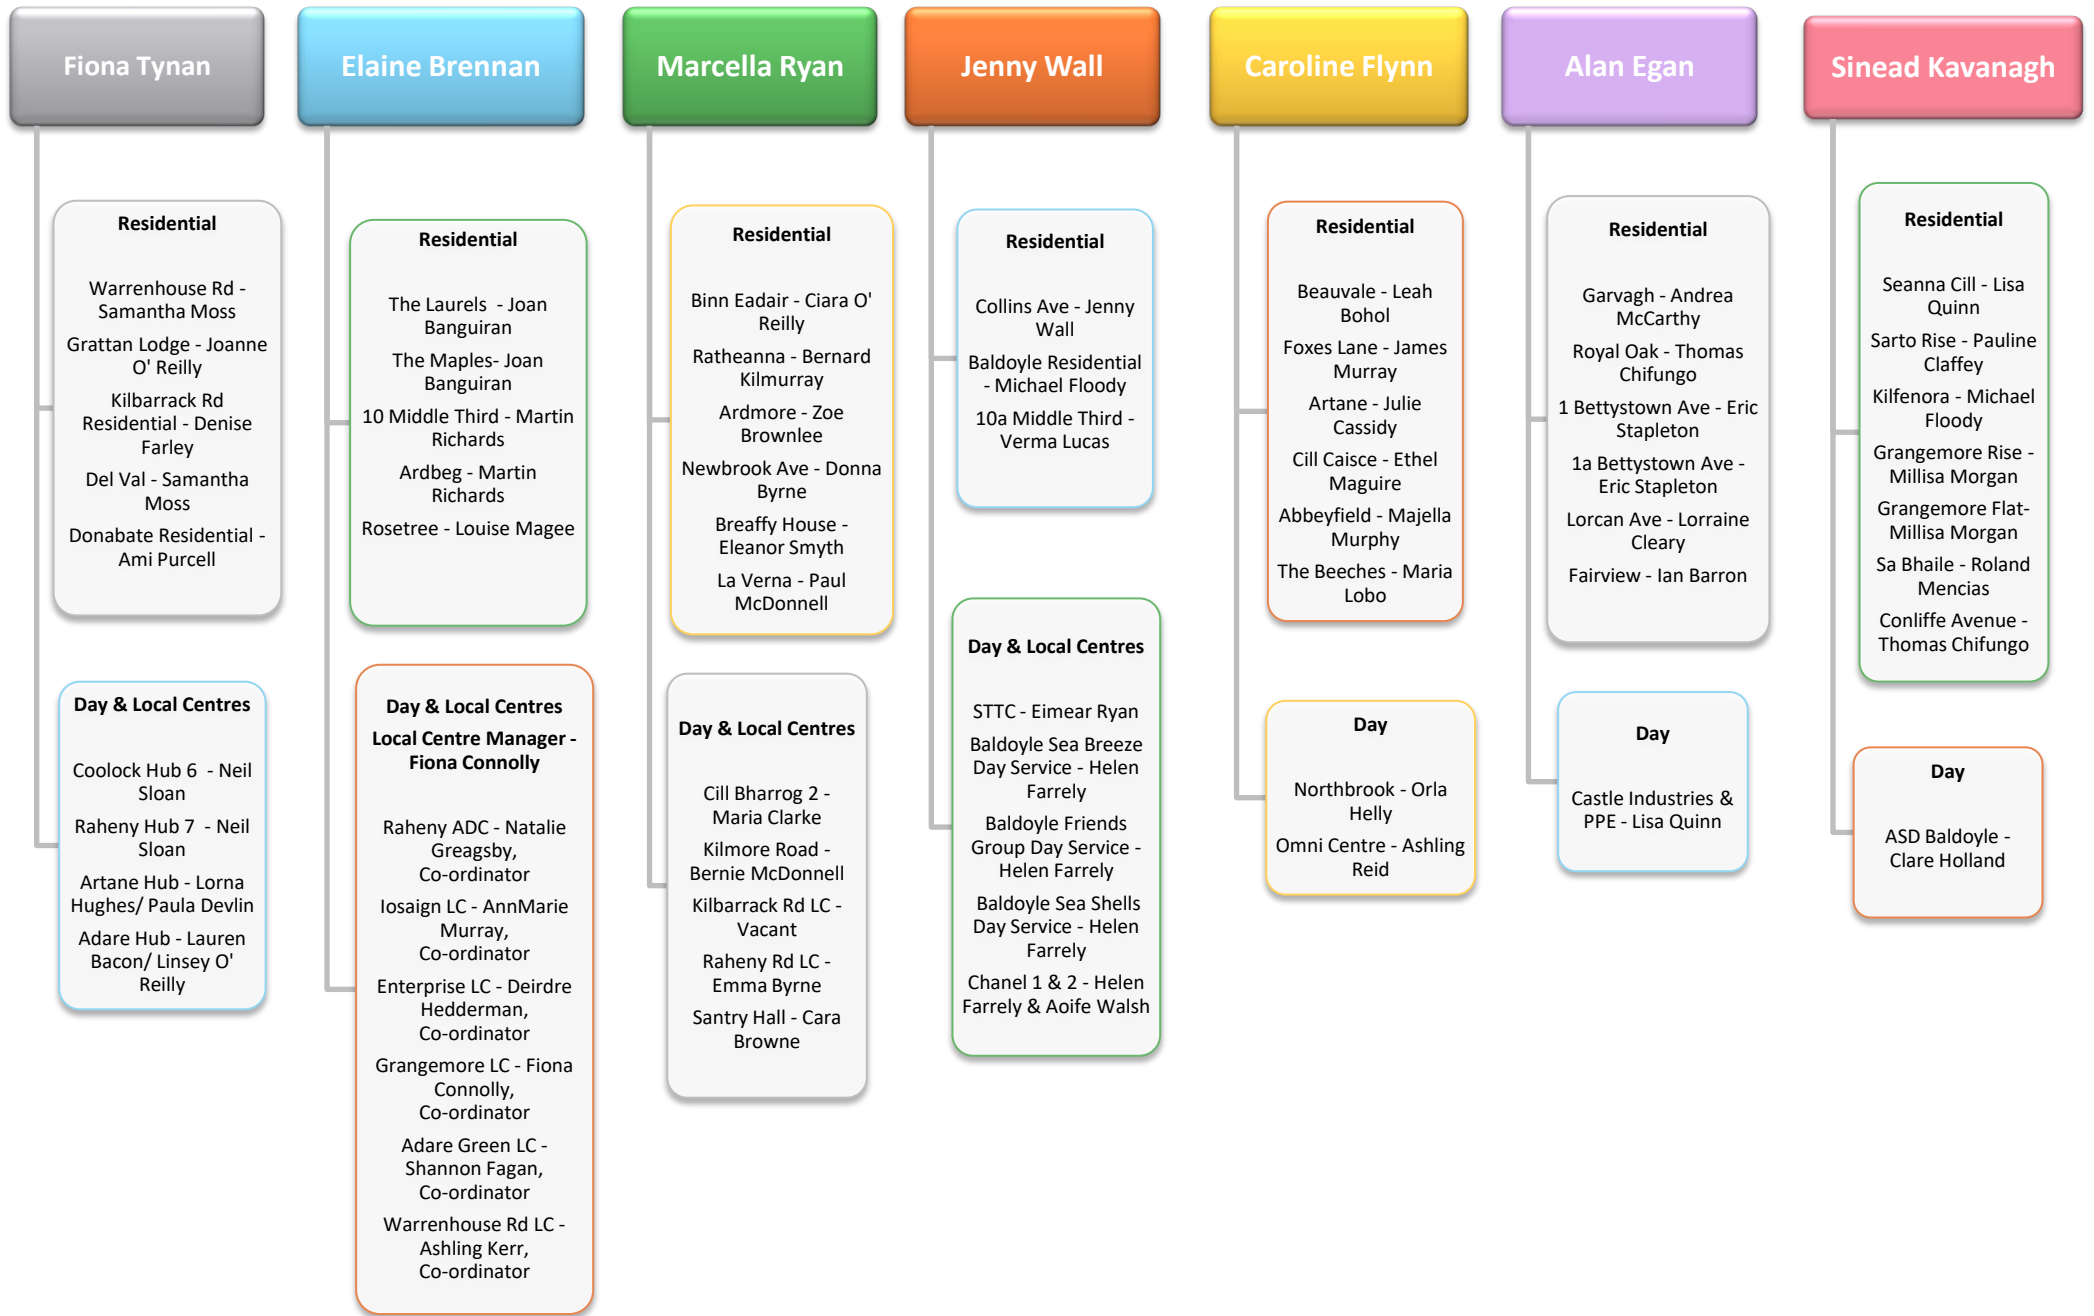 Fiona Tynan
Elaine Brennan
Marcella Ryan
Jenny Wall
Caroline Flynn
Alan Egan
Sinead Kavanagh
Residential
Warrenhouse Rd -
Samantha Moss
Grattan Lodge - Joanne
O' Reilly
Kilbarrack Rd
Residential - Denise
Farley
Del Val - Samantha
Moss
Donabate Residential -
Ami Purcell
Day & Local Centres
Coolock Hub 6 - Neil
Sloan
Raheny Hub 7 - Neil
Sloan
Artane Hub - Lorna
Hughes/ Paula Devlin
Adare Hub - Lauren
Bacon/ Linsey O'
Reilly
Residential
The Laurels - Joan
Banguiran
The Maples- Joan
Banguiran
10 Middle Third - Martin
Richards
Ardbeg - Martin
Richards
Rosetree - Louise Magee
Day & Local Centres
Local Centre Manager -
Fiona Connolly
Raheny ADC - Natalie
Greagsby,
Co-ordinator
Iosaign LC - AnnMarie
Murray,
Co-ordinator
Enterprise LC - Deirdre
Hedderman,
Co-ordinator
Grangemore LC - Fiona
Connolly,
Co-ordinator
Adare Green LC -
Shannon Fagan,
Co-ordinator
Warrenhouse Rd LC -
Ashling Kerr,
Co-ordinator
Residential
Binn Eadair - Ciara O'
Reilly
Ratheanna - Bernard
Kilmurray
Ardmore - Zoe
Brownlee
Newbrook Ave - Donna
Byrne
Breaffy House -
Eleanor Smyth
La Verna - Paul
McDonnell
Day & Local Centres
Cill Bharrog 2 -
Maria Clarke
Kilmore Road -
Bernie McDonnell
Kilbarrack Rd LC -
Vacant
Raheny Rd LC -
Emma Byrne
Santry Hall - Cara
Browne
Residential
Collins Ave - Jenny
Wall
Baldoyle Residential
- Michael Floody
10a Middle Third -
Verma Lucas
Day & Local Centres
STTC - Eimear Ryan
Baldoyle Sea Breeze
Day Service - Helen
Farrely
Baldoyle Friends
Group Day Service -
Helen Farrely
Baldoyle Sea Shells
Day Service - Helen
Farrely
Chanel 1 & 2 - Helen
Farrely & Aoife Walsh
Residential
Beauvale - Leah
Bohol
Foxes Lane - James
Murray
Artane - Julie
Cassidy
Cill Caisce - Ethel
Maguire
Abbeyfield - Majella
Murphy
The Beeches - Maria
Lobo
Day
Northbrook - Orla
Helly
Omni Centre - Ashling
Reid
Residential
Garvagh - Andrea
McCarthy
Royal Oak - Thomas
Chifungo
1 Bettystown Ave - Eric
Stapleton
1a Bettystown Ave -
Eric Stapleton
Lorcan Ave - Lorraine
Cleary
Fairview - Ian Barron
Day
Castle Industries &
PPE - Lisa Quinn
Residential
Seanna Cill - Lisa
Quinn
Sarto Rise - Pauline
Claffey
Kilfenora - Michael
Floody
Grangemore Rise -
Millisa Morgan
Grangemore Flat-
Millisa Morgan
Sa Bhaile - Roland
Mencias
Conliffe Avenue -
Thomas Chifungo
Day
ASD Baldoyle -
Clare Holland